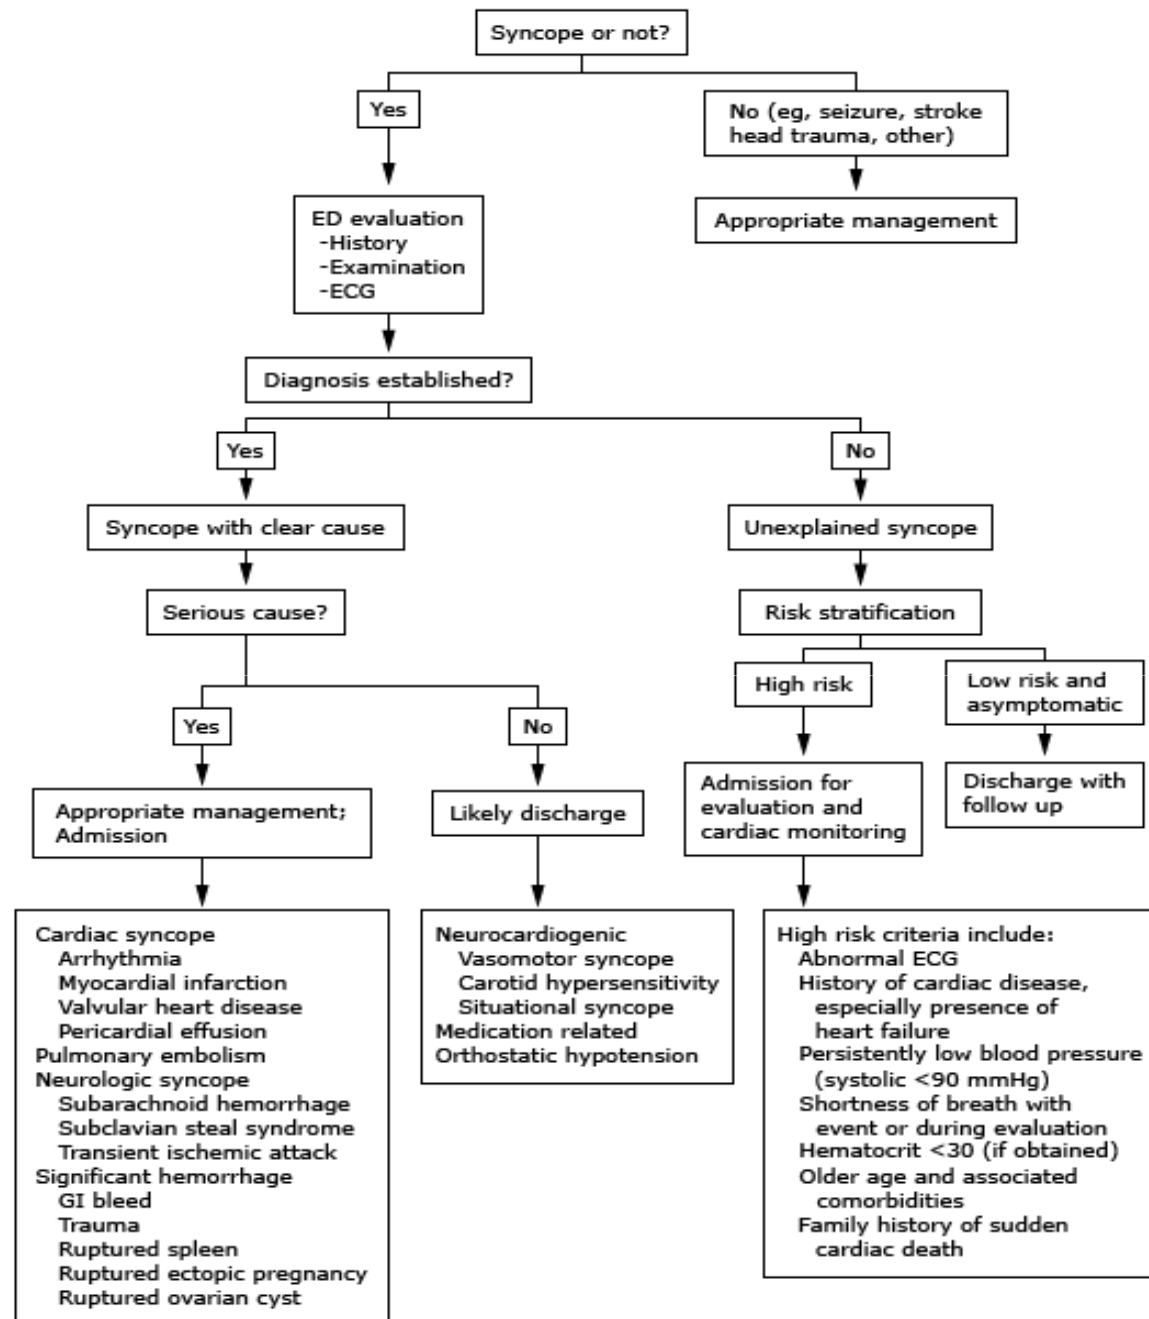 Syncope or not?
Yes
No (eg, seizure, stroke
head trauma, other)
ED evaluation
-History
-Examination
-ECG
Appropriate management
Diagnosis established?
Yes
No
Syncope with clear cause
Unexplained syncope
Serious cause?
Risk stratification
High risk
Low risk and
asymptomatic
Yes
No
Appropriate management;
Admission
Likely discharge
Admission for
evaluation and
cardiac monitoring
Discharge with
follow up
Cardiac syncope
Arrhythmia
Myocardial infarction
Valvular heart disease
Pericardial effusion
Pulmonary embolism
Neurologic syncope
Subarachnoid hemorrhage
Subclavian steal syndrome
Transient ischemic attack
Significant hemorrhage
GI bleed
Trauma
Ruptured spleen
Ruptured ectopic pregnancy
Ruptured ovarian cyst
Neurocardiogenic
Vasomotor syncope
Carotid hypersensitivity
Situational syncope
Medication related
Orthostatic hypotension
High risk criteria include:
Abnormal ECG
History of cardiac disease,
especially presence of
heart failure
Persistently low blood pressure
(systolic <90 mmHg)
Shortness of breath with
event or during evaluation
Hematocrit <30 (if obtained)
Older age and associated
comorbidities
Family history of sudden
cardiac death